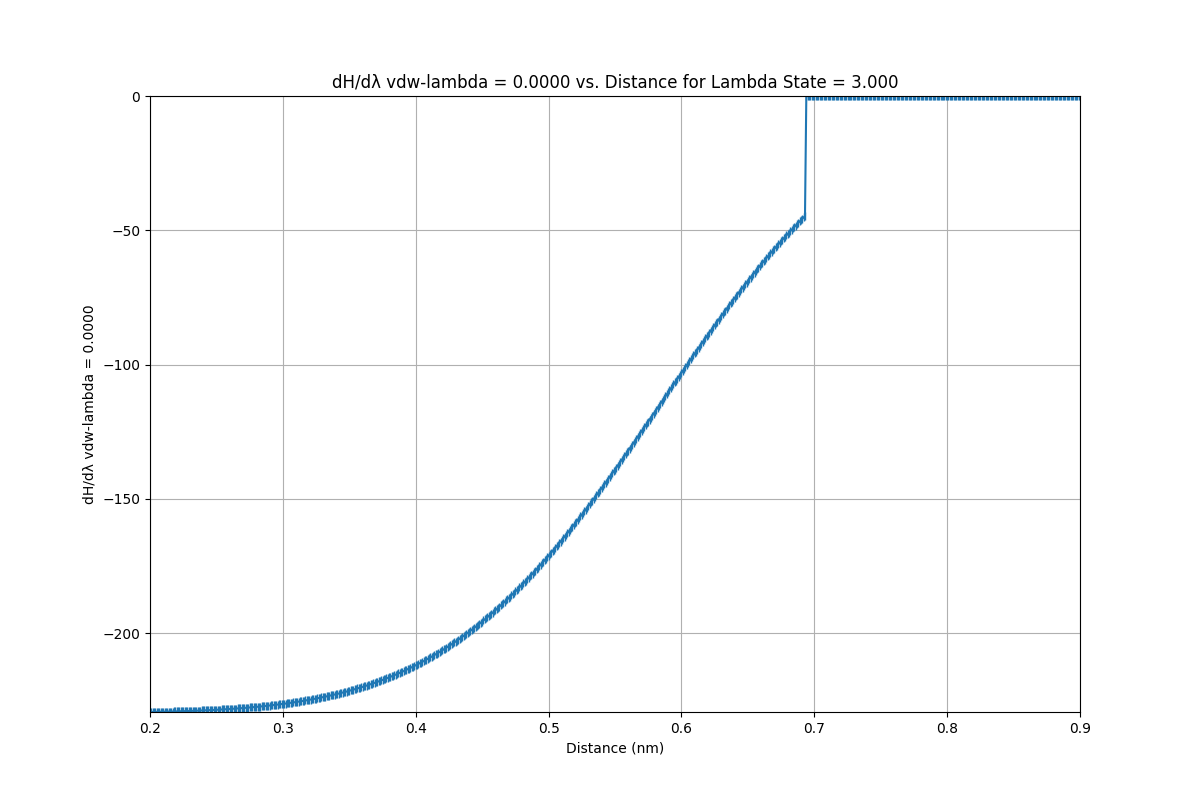 dH/dλ vdw-lambda = 0.0000 vs. Distance for Lambda State = 3.000
dH/dλ vdw-lambda = 0.0000
0
−50
−100
−150
−200
0.2 0.3 0.4 0.5 0.6 0.7 0.8 0.9
Distance (nm)